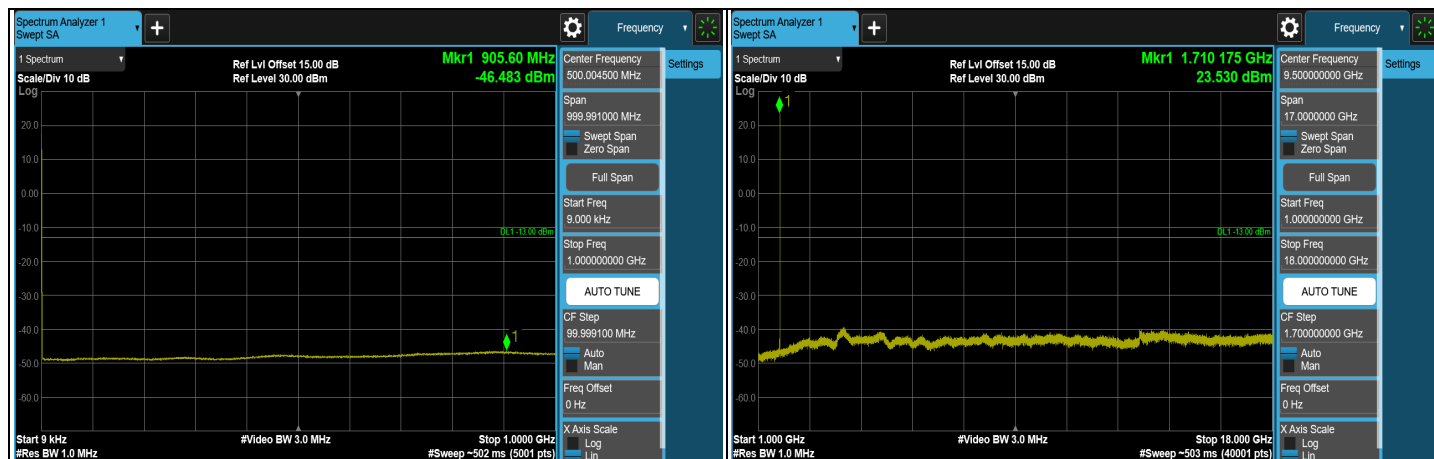 Spectrum Analyzer 1
Swept SA
+
Frequency
1 Spectrum
Scale/Div 10 dB
Log
Ref Lvl Offset 15.00 dB
Ref Level 30.00 dBm
Mkr1 905.60 MHz
-46.483 dBm
20.0
10.0
0.00
-10.0
-20.0
-30.0
-40.0
-50.0
-60.0
DL1 -13.00 dBm
1
Start 9 kHz
#Res BW 1.0 MHz
#Video BW 3.0 MHz
Stop 1.0000 GHz
#Sweep ~502 ms (5001 pts)
Center Frequency
500.004500 MHz
Span
999.991000 MHz
Swept Span
Zero Span
Full Span
Start Freq
9.000 kHz
Stop Freq
1.000000000 GHz
AUTO TUNE
CF Step
99.999100 MHz
Auto
Man
Freq Offset
0 Hz
X Axis Scale
Log
Lin
Settings
Spectrum Analyzer 1
Swept SA
+
Frequency
1 Spectrum
Scale/Div 10 dB
Log
Ref Lvl Offset 15.00 dB
Ref Level 30.00 dBm
Mkr1 1.710 175 GHz
23.530 dBm
1
20.0
10.0
0.00
-10.0
-20.0
-30.0
-40.0
-50.0
-60.0
DL1 -13.00 dBm
Start 1.000 GHz
#Res BW 1.0 MHz
#Video BW 3.0 MHz
Stop 18.000 GHz
#Sweep ~503 ms (40001 pts)
Center Frequency
9.500000000 GHz
Span
17.0000000 GHz
Swept Span
Zero Span
Full Span
Start Freq
1.000000000 GHz
Stop Freq
18.000000000 GHz
AUTO TUNE
CF Step
1.700000000 GHz
Auto
Man
Freq Offset
0 Hz
X Axis Scale
Log
Lin
Settings